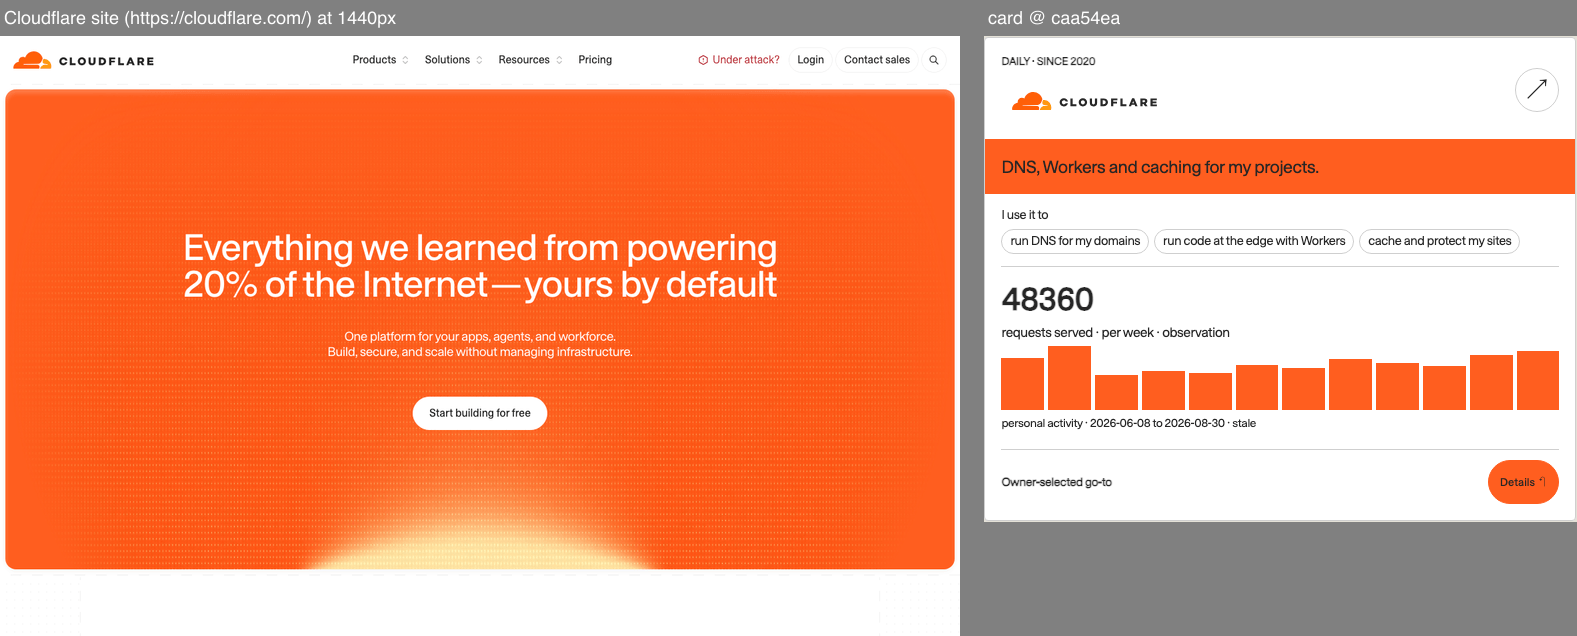 Cloudflare site (https://cloudflare.com/) at 1440px
CLOUDFLARE
Products
Solutions
Resources
Pricing
Under attack?
Login
Contact sales
Everything we learned from powering
20% of the Internet—yours by default
One platform for your apps, agents, and workforce.
Build, secure, and scale without managing infrastructure.
Start building for free
card @ caa54ea
DAILY · SINCE 2020
CLOUDFLARE
DNS, Workers and caching for my projects.
I use it to
run DNS for my domains
run code at the edge with Workers
cache and protect my sites
48360
requests served · per week · observation
personal activity · 2026-06-08 to 2026-08-30 · stale
Owner-selected go-to
Details